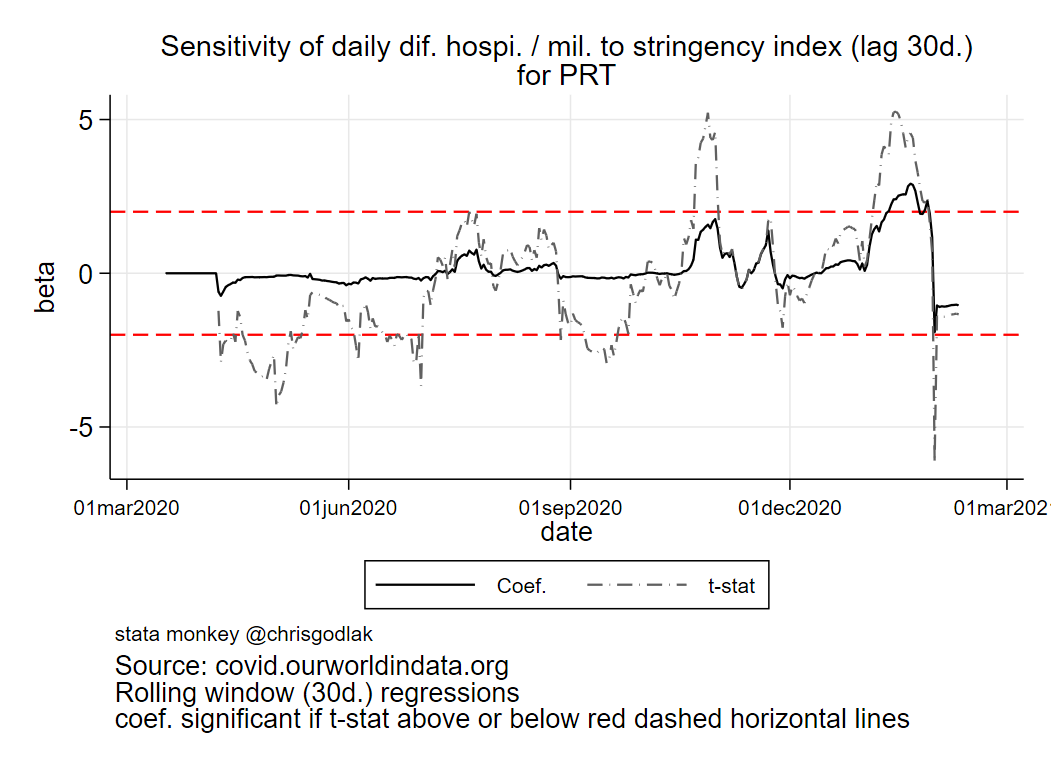 Sensitivity of daily dif. hospi. / mil. to stringency index (lag 30d.)
for PRT
5
0
-5
beta
01mar2020
01jun2020
01sep2020
01dec2020
01mar202
date
Coef.
t-stat
stata monkey @chrisgodlak
Source: covid.ourworldindata.org
Rolling window (30d.) regressions
coef. significant if t-stat above or below red dashed horizontal lines